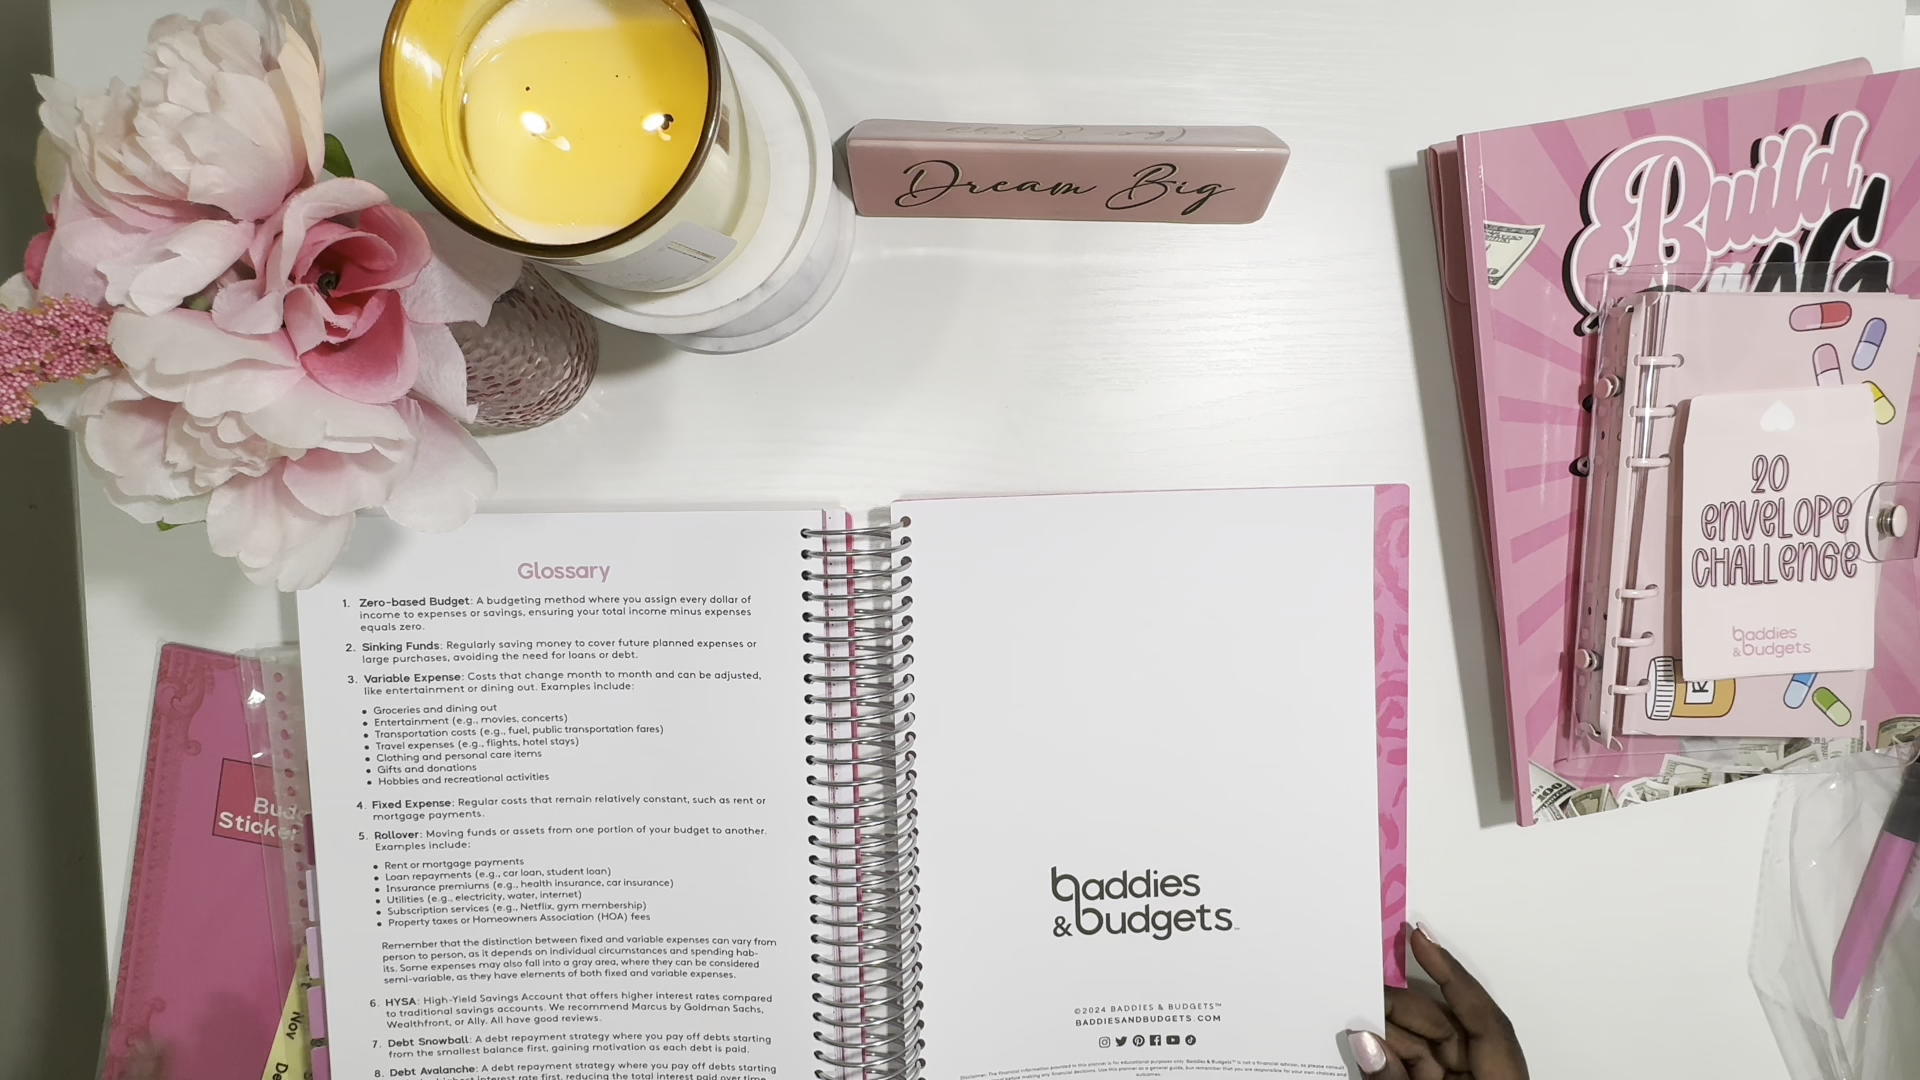 Dream Big
Build
20
envelope
challenge
baddies
&budgets
Glossary
1. Zero-based Budget: A budgeting method where you assign every dollar of
income to expenses or savings, ensuring your total income minus expenses
equals zero.
2. Sinking Funds: Regularly saving money to cover future planned expenses or
large purchases, avoiding the need for loans or debt.
3. Variable Expense: Costs that change month to month and can be adjusted,
like entertainment or dining out. Examples include:
• Groceries and dining out
• Entertainment (e.g., movies, concerts)
• Transportation costs (e.g., fuel, public transportation fares)
• Travel expenses (e.g., flights, hotel stays)
• Clothing and personal care items
• Gifts and donations
• Hobbies and recreational activities
4. Fixed Expense: Regular costs that remain relatively constant, such as rent or
mortgage payments.
5. Rollover: Moving funds or assets from one portion of your budget to another.
Examples include:
• Rent or mortgage payments
• Loan repayments (e.g., car loan, student loan)
• Insurance premiums (e.g., health insurance, car insurance)
• Utilities (e.g., electricity, water, internet)
• Subscription services (e.g., Netflix, gym membership)
• Property taxes or Homeowners Association (HOA) fees
Remember that the distinction between fixed and variable expenses can vary from
person to person, as it depends on individual circumstances and spending hab-
its. Some expenses may also fall into a gray area, where they can be considered
semi-variable, as they have elements of both fixed and variable expenses.
6. HYSA: High-Yield Savings Account that offers higher interest rates compared
to traditional savings accounts. We recommend Marcus by Goldman Sachs,
Wealthfront, or Ally. All have good reviews.
7. Debt Snowball: A debt repayment strategy where you pay off debts starting
from the smallest balance first, gaining motivation as each debt is paid.
8. Debt Avalanche: A debt repayment strategy where you pay off debts starting
highest interest rate first, reducing the total interest paid over time.
Nov
baddies
&budgets™
©2024 BADDIES & BUDGETS™
BADDIESANDBUDGETS.COM